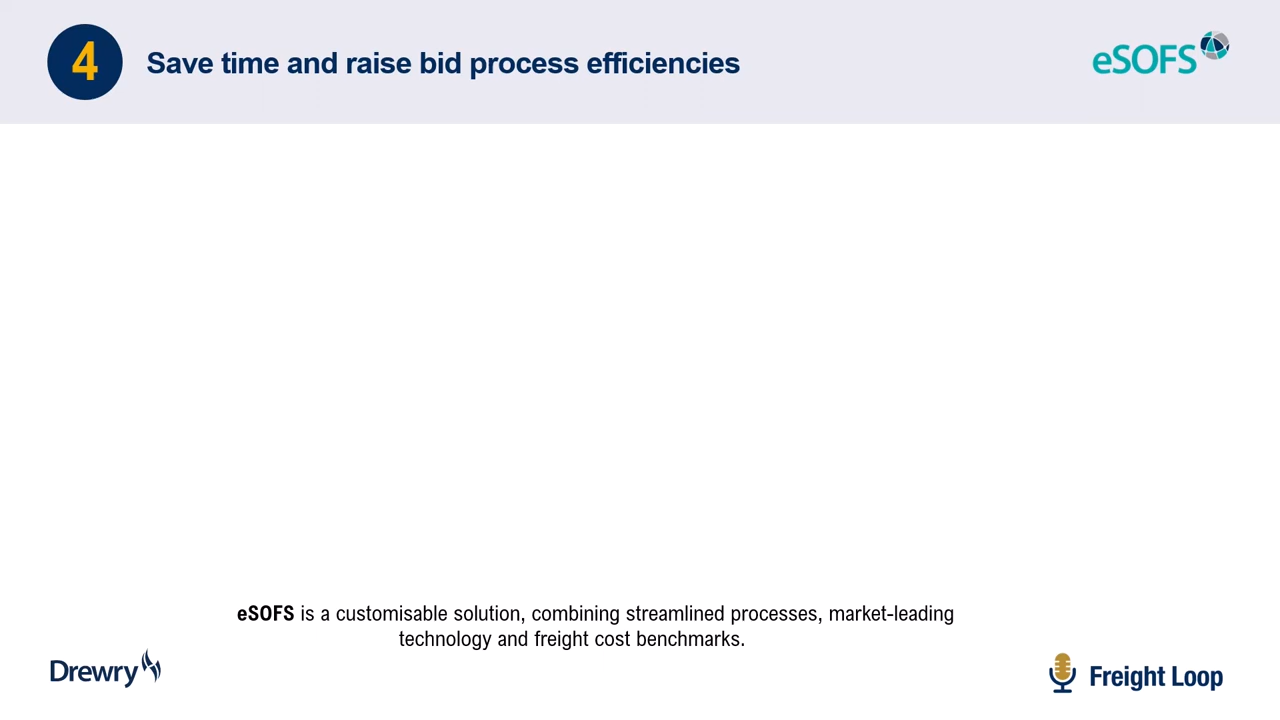 4
Save time and raise bid process efficiencies
eSOFS
eSOFS is a customisable solution, combining streamlined processes, market-leading
technology and freight cost benchmarks.
Drewry
Freight Loop